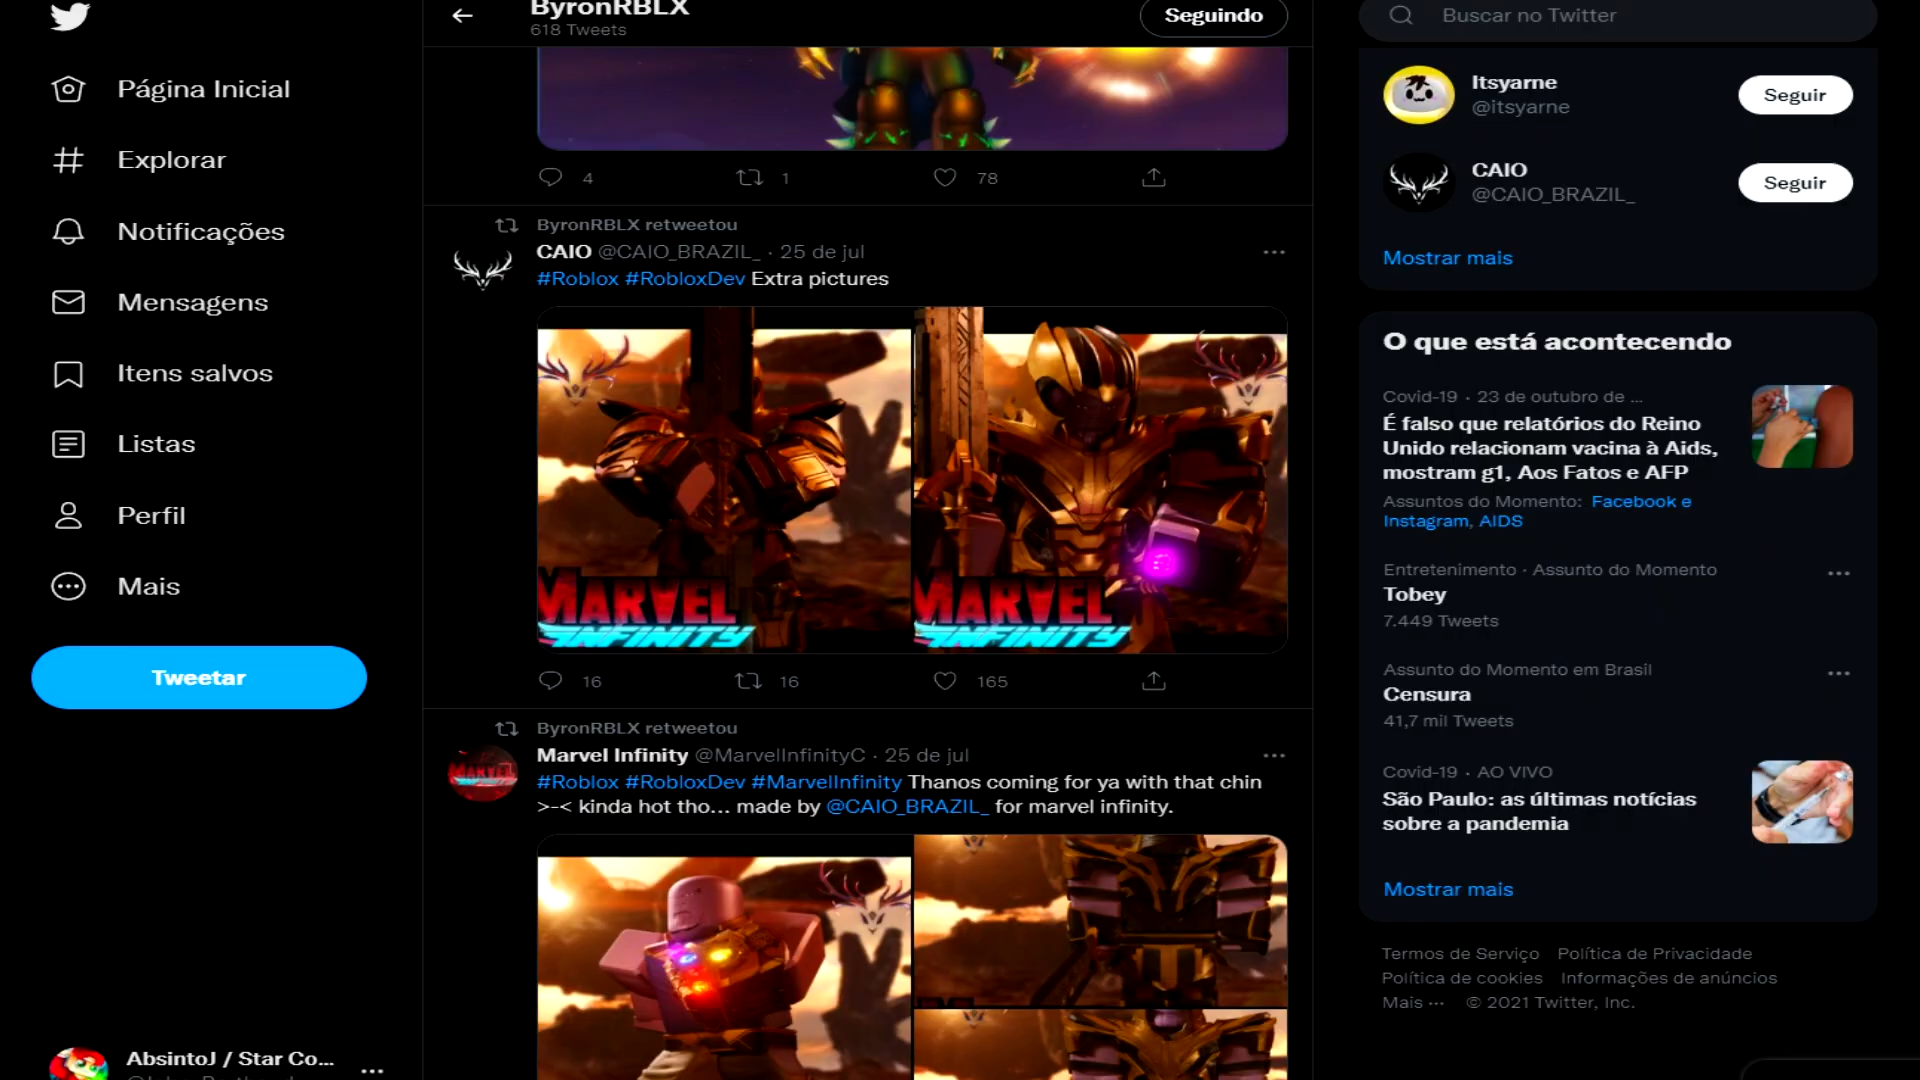 Página Inicial
Explorar
Notificações
Mensagens
Itens salvos
Listas
Perfil
Mais
Tweetar
AbsintoJ / Star Co...
ByronRBLX
618 Tweets
Seguindo
4
1
78
ByronRBLX retweetou
CAIO @CAIO_BRAZIL_ · 25 de jul
#Roblox #RobloxDev Extra pictures
MARVEL
INFINITY
MARVEL
INFINITY
16
16
165
ByronRBLX retweetou
Marvel Infinity @MarvelInfinityC · 25 de jul
#Roblox #RobloxDev #MarvelInfinity Thanos coming for ya with that chin
>-< kinda hot tho... made by @CAIO_BRAZIL_ for marvel infinity.
Buscar no Twitter
Itsyarne
@itsyarne
Seguir
CAIO
@CAIO_BRAZIL_
Seguir
Mostrar mais
O que está acontecendo
Covid-19 · 23 de outubro de ...
É falso que relatórios do Reino
Unido relacionam vacina à Aids,
mostram g1, Aos Fatos e AFP
Assuntos do Momento: Facebook e
Instagram, AIDS
Entretenimento · Assunto do Momento
Tobey
7.449 Tweets
Assunto do Momento em Brasil
Censura
41,7 mil Tweets
Covid-19 · AO VIVO
São Paulo: as últimas notícias
sobre a pandemia
Mostrar mais
Termos de Serviço Política de Privacidade
Política de cookies Informações de anúncios
Mais ··· © 2021 Twitter, Inc.